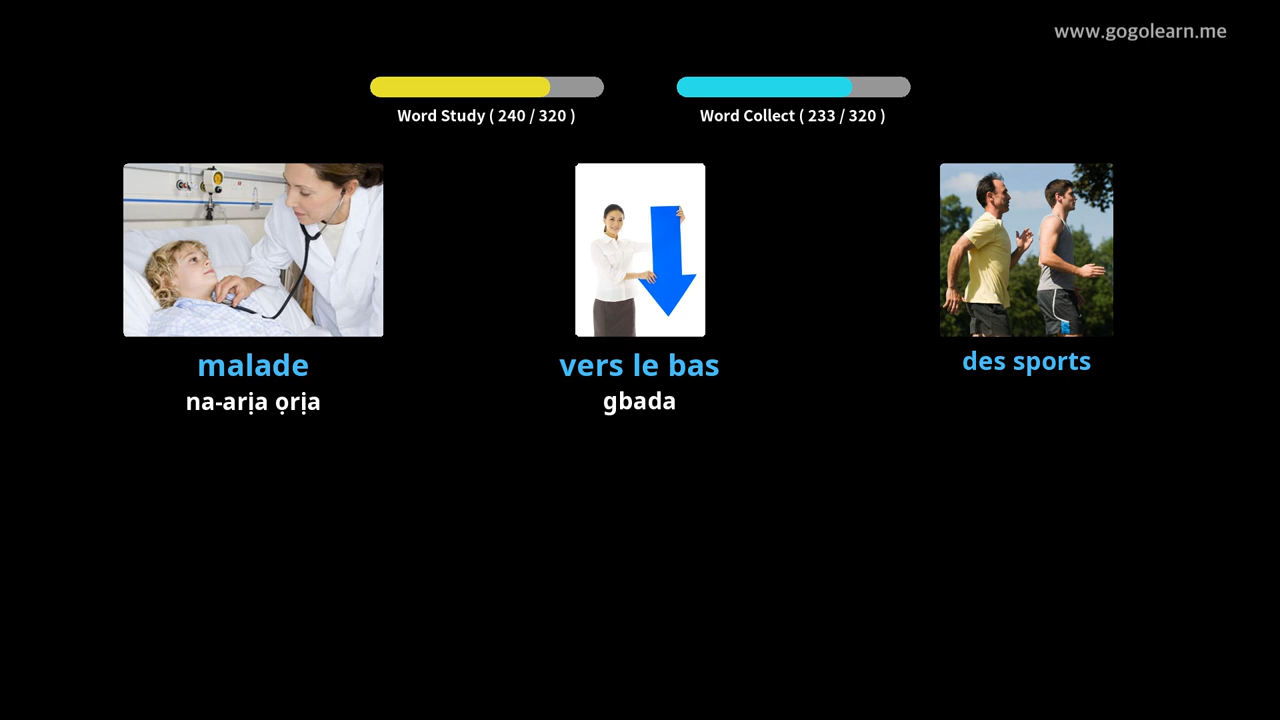 www.gogolearn.me
Word Study ( 240 / 320 )
Word Collect ( 233 / 320 )
malade
na-arịa ọrịa
vers le bas
gbada
des sports